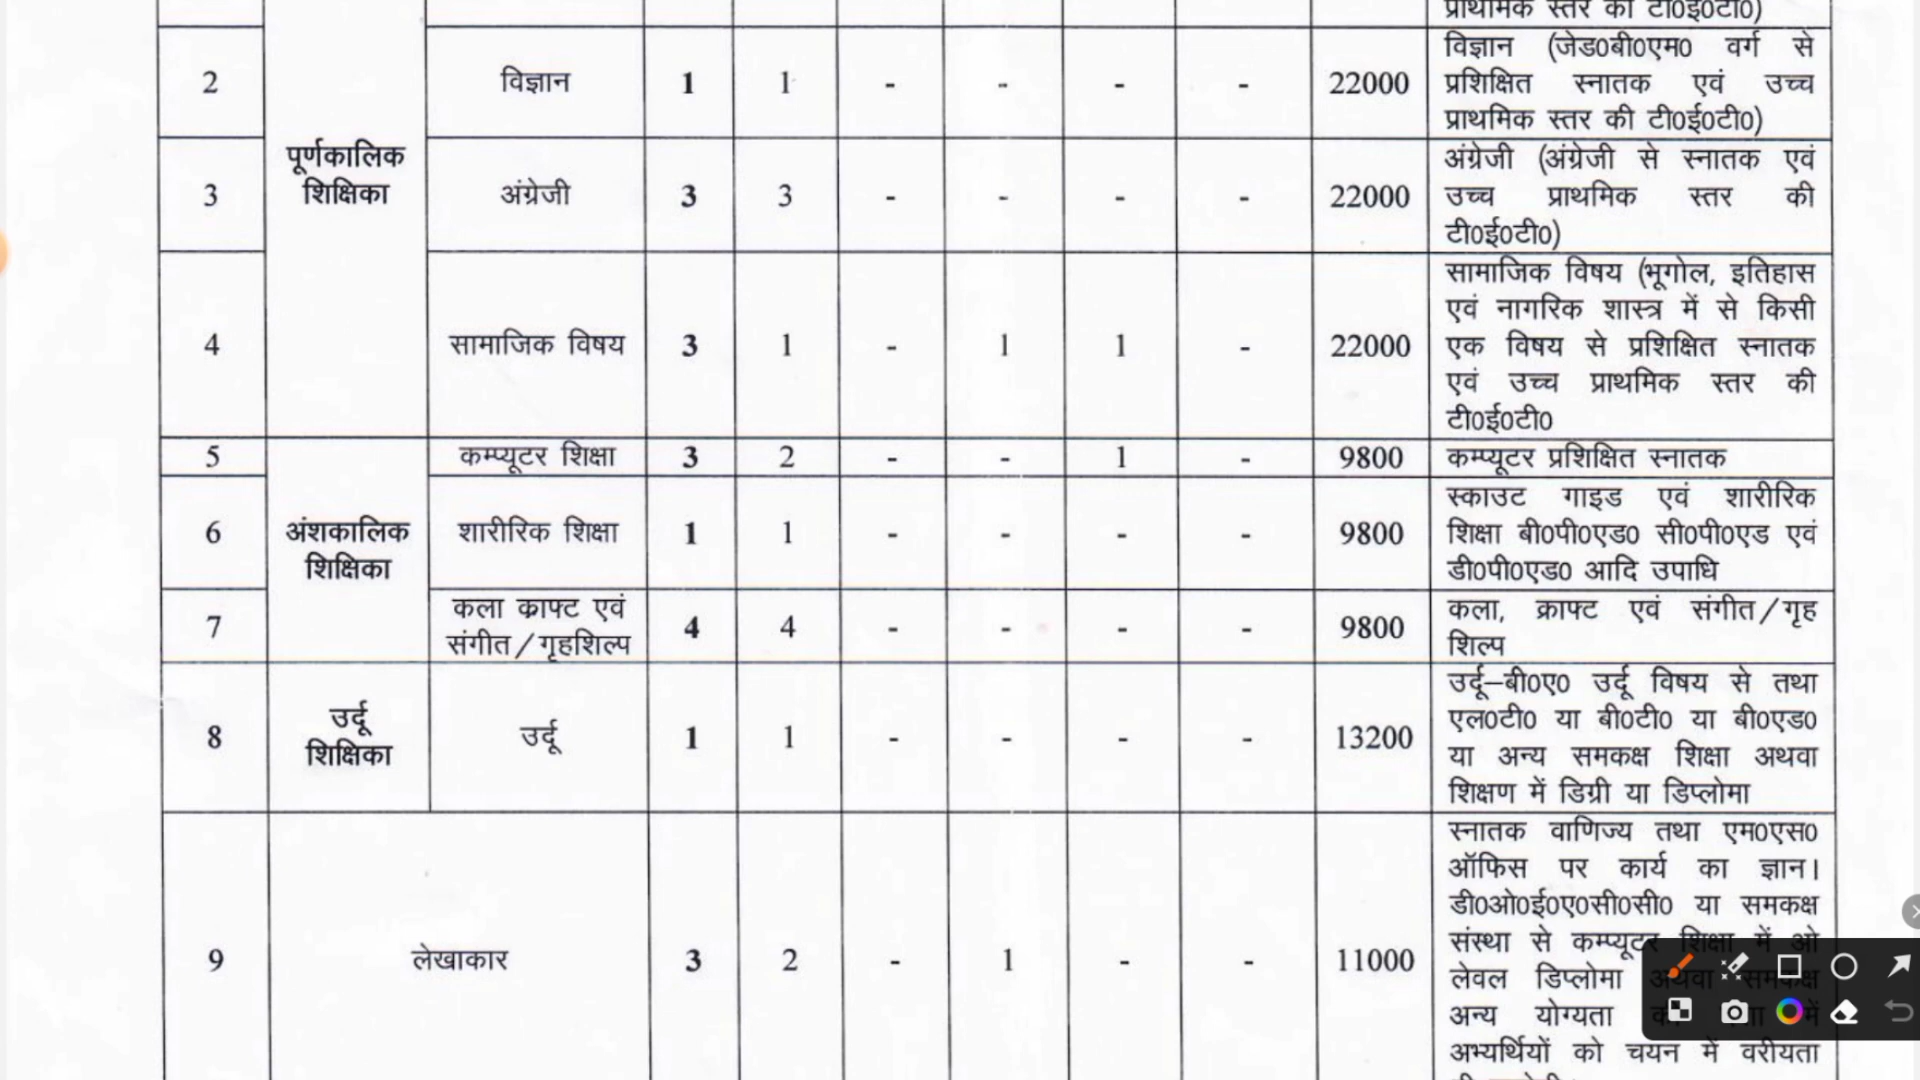 प्राथमिक स्तर की टी0ई0टी0)
2 विज्ञान 1 1 - - - - 22000 विज्ञान (जेड0बी0एम0 वर्ग से
प्रशिक्षित स्नातक एवं उच्च
प्राथमिक स्तर की टी0ई0टी0)
पूर्णकालिक
शिक्षिका
3 अंग्रेजी 3 3 - - - - 22000 अंग्रेजी (अंग्रेजी से स्नातक एवं
उच्च प्राथमिक स्तर की
टी0ई0टी0)
4 सामाजिक विषय 3 1 - 1 1 - 22000 सामाजिक विषय (भूगोल, इतिहास
एवं नागरिक शास्त्र में से किसी
एक विषय से प्रशिक्षित स्नातक
एवं उच्च प्राथमिक स्तर की
टी0ई0टी0
5 कम्प्यूटर शिक्षा 3 2 - - 1 - 9800 कम्प्यूटर प्रशिक्षित स्नातक
अंशकालिक
शिक्षिका
6 शारीरिक शिक्षा 1 1 - - - - 9800 स्काउट गाइड एवं शारीरिक
शिक्षा बी0पी0एड0 सी0पी0एड एवं
डी0पी0एड0 आदि उपाधि
7 कला क्राफ्ट एवं
संगीत/गृहशिल्प 4 4 - - - - 9800 कला, क्राफ्ट एवं संगीत/गृह
शिल्प
8 उर्दू
शिक्षिका उर्दू 1 1 - - - - 13200 उर्दू–बी0ए0 उर्दू विषय से तथा
एल0टी0 या बी0टी0 या बी0एड0
या अन्य समकक्ष शिक्षा अथवा
शिक्षण में डिग्री या डिप्लोमा
9 लेखाकार 3 2 - 1 - - 11000 स्नातक वाणिज्य तथा एम0एस0
ऑफिस पर कार्य का ज्ञान।
डी0ओ0ई0ए0सी0सी0 या समकक्ष
संस्था से कम्प्यूटर शिक्षा में ओ
लेवल डिप्लोमा अथवा समकक्ष
अन्य योग्यता में
अभ्यर्थियों को चयन में वरीयता